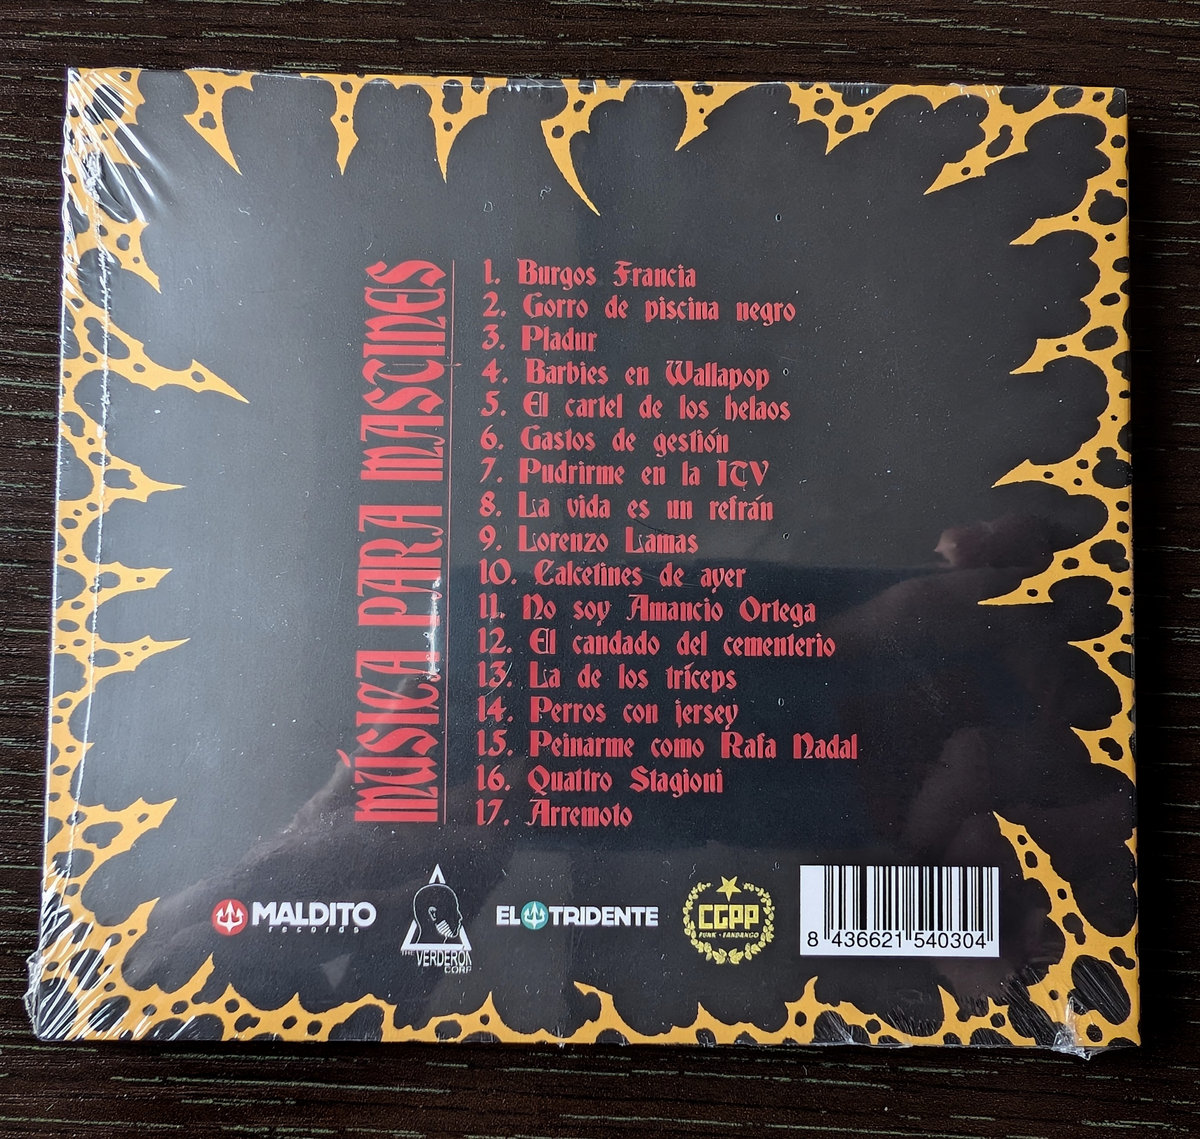 MÚSICA PARA MASTINES
1. Burgos Francia
2. Gorro de piscina negro
3. Pladur
4. Barbies en Wallapop
5. El cartel de los helaos
6. Gastos de gestión
7. Pudrirme en la ITV
8. La vida es un refrán
9. Lorenzo Lamas
10. Calcetines de ayer
11. No soy Amancio Ortega
12. El candado del cementerio
13. La de los tríceps
14. Perros con jersey
15. Peinarme como Rafa Nadal
16. Quattro Stagioni
17. Arremoto
MALDITO
records
THE VERDERON
CORP
EL TRIDENTE
CGPP
PUNK - FANDANGO
8 436621 540304